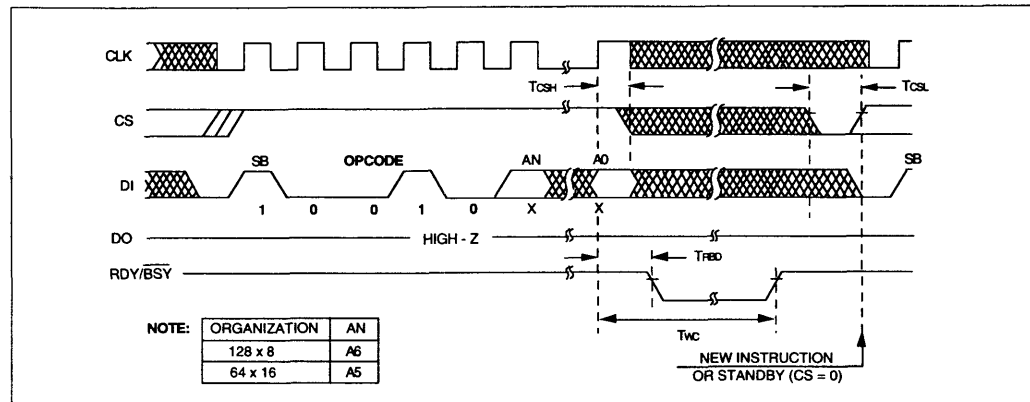 CLK
TCSH
TCSL
CS
SB OPCODE AN A0 SB
DI
1 0 0 1 0 X X
DO HIGH - Z
TRBD
RDY/BSY
TWC
NOTE: ORGANIZATION AN
128 x 8 A6
64 x 16 A5
NEW INSTRUCTION
OR STANDBY (CS = 0)